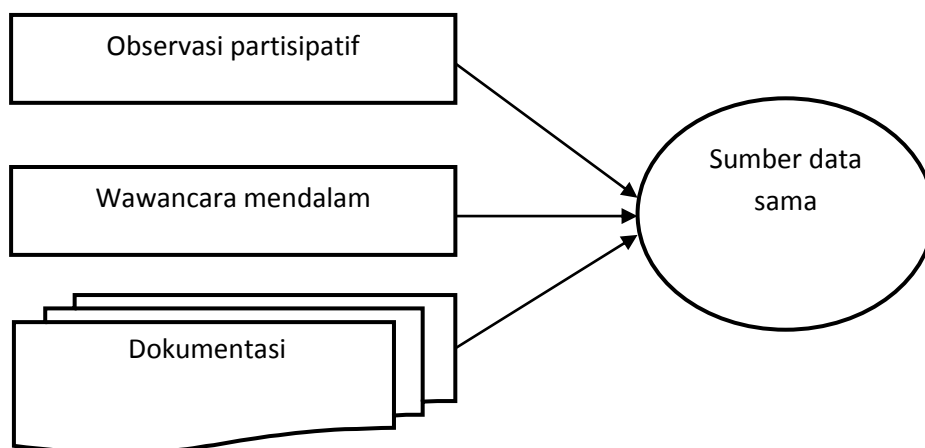 Observasi partisipatif
Wawancara mendalam
Dokumentasi
Sumber data
sama